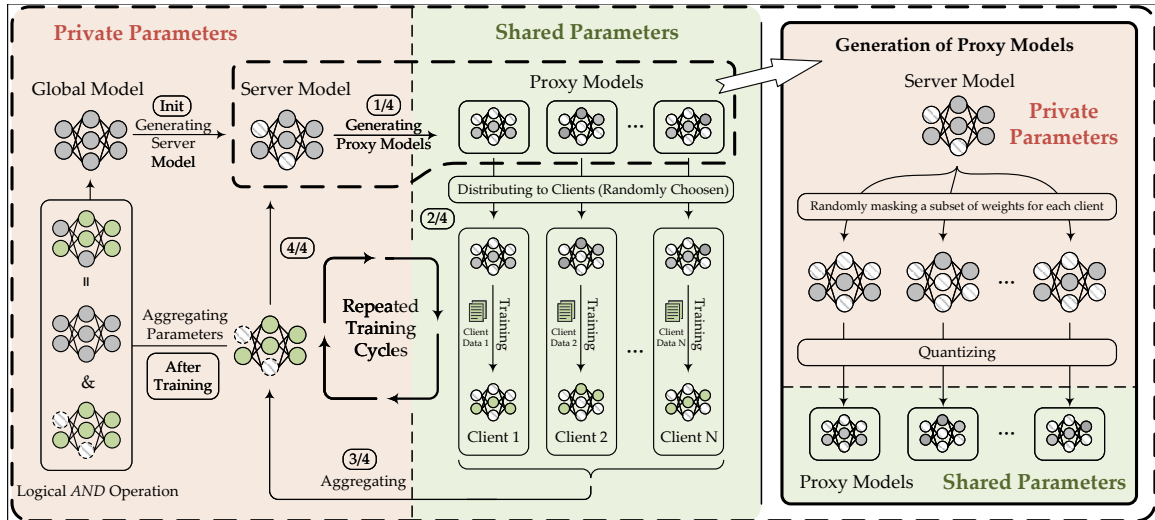 Private Parameters
Shared Parameters
Global Model
Init
Generating
Server
Model
Server Model
1/4
Generating
Proxy Models
Proxy Models
...
Distributing to Clients (Randomly Choosen)
2/4
4/4
Repeated
Training
Cycles
=
&
Aggregating
Parameters
After
Training
Logical AND Operation
3/4
Aggregating
Client
Data 1
Training
Client 1
Client
Data 2
Training
Client 2
...
Client
Data N
Training
Client N
Generation of Proxy Models
Server Model
Private
Parameters
Randomly masking a subset of weights for each client
...
Quantizing
...
Proxy Models
Shared Parameters